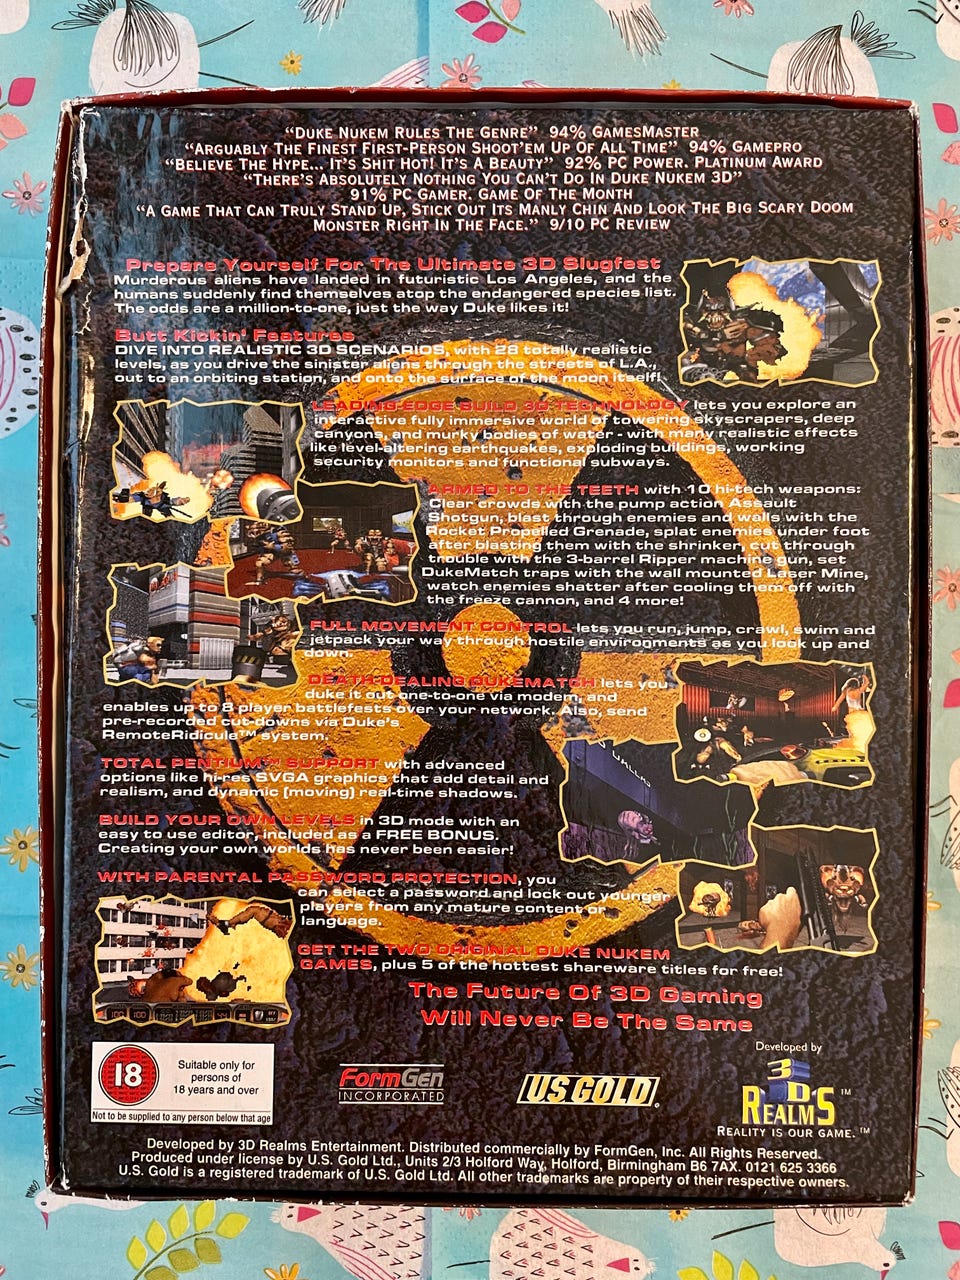 “DUKE NUKEM RULES THE GENRE” 94% GAMESMASTER
“ARGUABLY THE FINEST FIRST-PERSON SHOOT’EM UP OF ALL TIME” 94% GAMEPRO
“BELIEVE THE HYPE... IT’S SHIT HOT! IT’S A BEAUTY” 92% PC POWER. PLATINUM AWARD
“THERE’S ABSOLUTELY NOTHING YOU CAN’T DO IN DUKE NUKEM 3D”
91% PC GAMER. GAME OF THE MONTH
“A GAME THAT CAN TRULY STAND UP, STICK OUT ITS MANLY CHIN AND LOOK THE BIG SCARY DOOM
MONSTER RIGHT IN THE FACE.” 9/10 PC REVIEW
Prepare Yourself For The Ultimate 3D Slugfest
Murderous aliens have landed in futuristic Los Angeles, and the
humans suddenly find themselves atop the endangered species list.
The odds are a million-to-one, just the way Duke likes it!
Butt Kickin’ Features
DIVE INTO REALISTIC 3D SCENARIOS, with 28 totally realistic
levels, as you drive the sinister aliens through the streets of L.A.,
out to an orbiting station, and onto the surface of the moon itself!
LEADING-EDGE BUILD 3D TECHNOLOGY lets you explore an
interactive fully immersive world of towering skyscrapers, deep
canyons, and murky bodies of water - with many realistic effects
like level-altering earthquakes, exploding buildings, working
security monitors and functional subways.
ARMED TO THE TEETH with 10 hi-tech weapons:
Clear crowds with the pump action Assault
Shotgun, blast through enemies and walls with the
Rocket Propelled Grenade, splat enemies under foot
after blasting them with the shrinker, cut through
trouble with the 3-barrel Ripper machine gun, set
DukeMatch traps with the wall mounted Laser Mine,
watch enemies shatter after cooling them off with
the freeze cannon, and 4 more!
FULL MOVEMENT CONTROL lets you run, jump, crawl, swim and
jetpack your way through hostile environments as you look up and
down.
DEATH-DEALING DUKEMATCH lets you
duke it out one-to-one via modem, and
enables up to 8 player battlefests over your network. Also, send
pre-recorded cut-downs via Duke’s
RemoteRidicule™ system.
TOTAL PENTIUM™ SUPPORT with advanced
options like hi-res SVGA graphics that add detail and
realism, and dynamic (moving) real-time shadows.
BUILD YOUR OWN LEVELS in 3D mode with an
easy to use editor, included as a FREE BONUS.
Creating your own worlds has never been easier!
WITH PARENTAL PASSWORD PROTECTION, you
can select a password and lock out younger
players from any mature content or
language.
GET THE TWO ORIGINAL DUKE NUKEM
GAMES, plus 5 of the hottest shareware titles for free!
The Future Of 3D Gaming
Will Never Be The Same
18
Suitable only for
persons of
18 years and over
Not to be supplied to any person below that age
FormGen
INCORPORATED
U.S. GOLD®
Developed by
3D REALMS™
REALITY IS OUR GAME.™
Developed by 3D Realms Entertainment. Distributed commercially by FormGen, Inc. All Rights Reserved.
Produced under license by U.S. Gold Ltd., Units 2/3 Holford Way, Holford, Birmingham B6 7AX. 0121 625 3366
U.S. Gold is a registered trademark of U.S. Gold Ltd. All other trademarks are property of their respective owners.